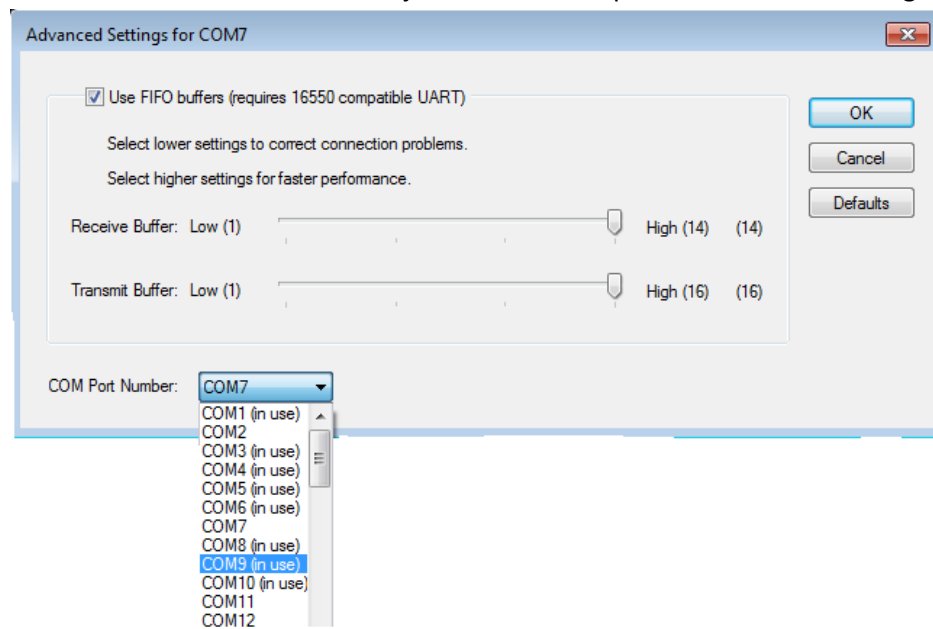 Advanced Settings for COM7
Use FIFO buffers (requires 16550 compatible UART)
OK
Select lower settings to correct connection problems.
Cancel
Select higher settings for faster performance.
Defaults
Receive Buffer: Low (1) High (14) (14)
Transmit Buffer: Low (1) High (16) (16)
COM Port Number: COM7
COM1 (in use)
COM2
COM3 (in use)
COM4 (in use)
COM5 (in use)
COM6 (in use)
COM7
COM8 (in use)
COM9 (in use)
COM10 (in use)
COM11
COM12